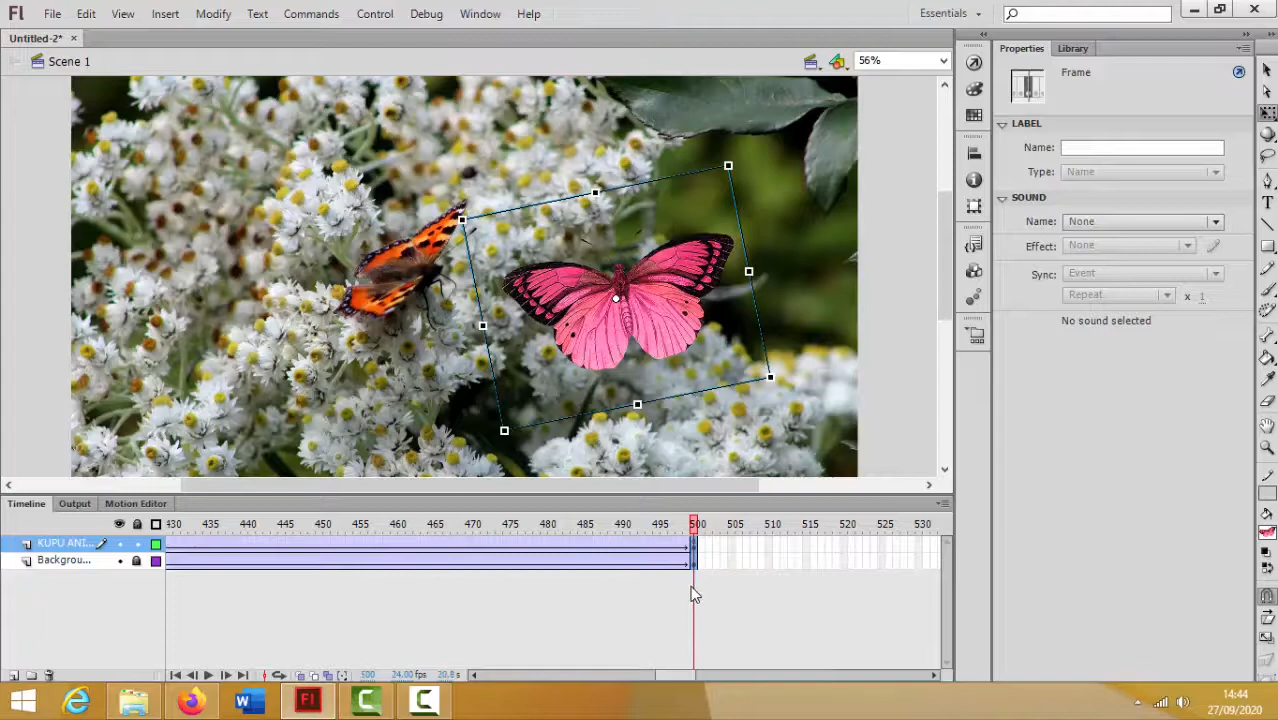 Fl File Edit View Insert Modify Text Commands Control Debug Window Help Essentials
Untitled-2* × Properties Library
Scene 1 56% Frame
LABEL
Name:
Type: Name
SOUND
Name: None
Effect: None
Sync: Event
Repeat x 1
No sound selected
Timeline Output Motion Editor
430 435 440 445 450 455 460 465 470 475 480 485 490 495 500 505 510 515 520 525 530
KUPU ANI...
Backgrou...
500 24.00 fps 20.8 s
14:44
27/09/2020